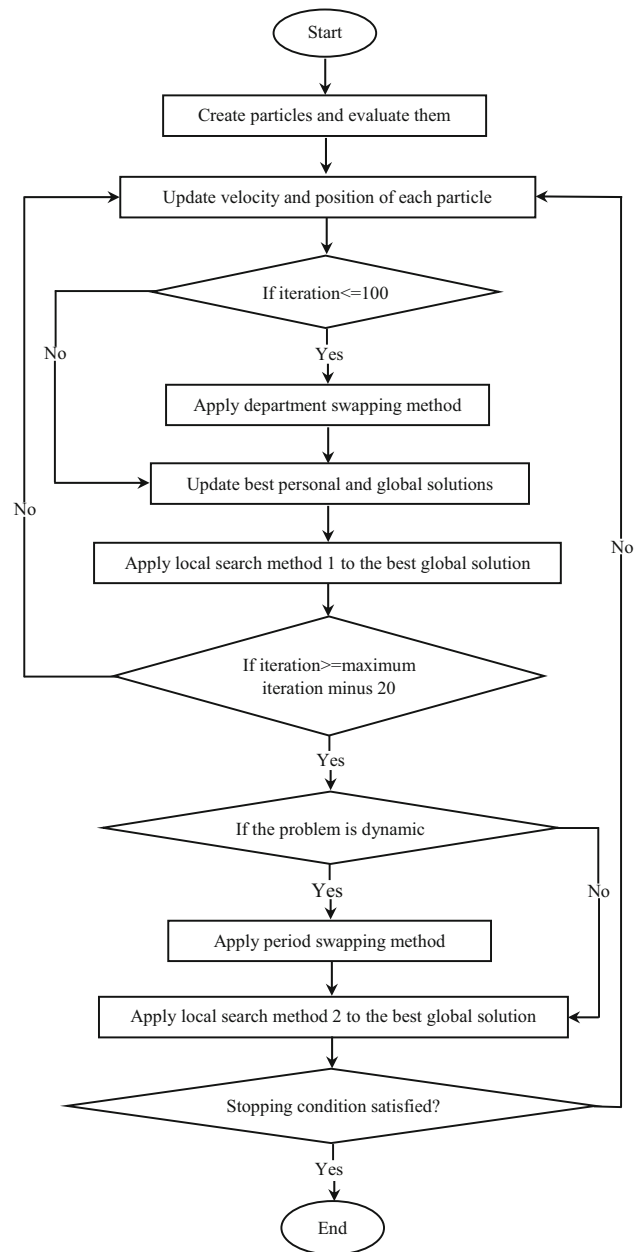 Start
Create particles and evaluate them
Update velocity and position of each particle
If iteration<=100
No
Yes
Apply department swapping method
Update best personal and global solutions
No
Apply local search method 1 to the best global solution
No
If iteration>=maximum
iteration minus 20
Yes
If the problem is dynamic
Yes
No
Apply period swapping method
Apply local search method 2 to the best global solution
Stopping condition satisfied?
Yes
End